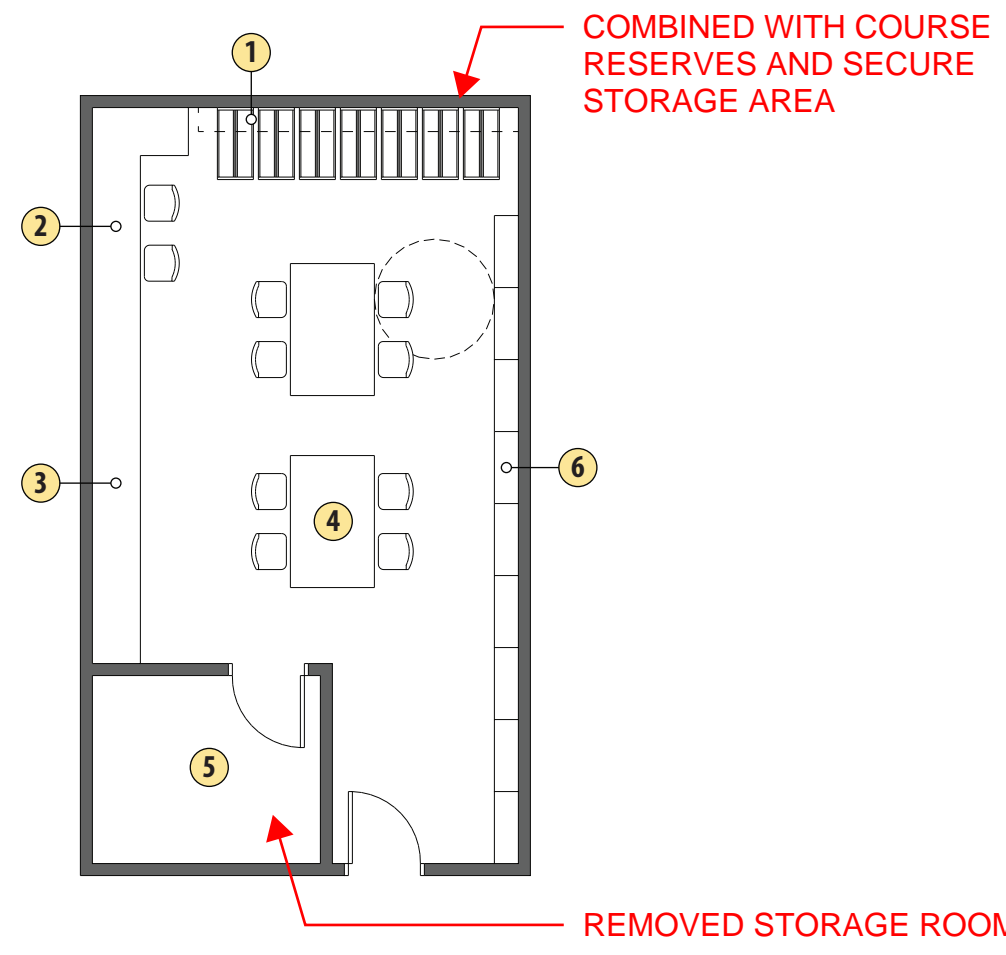 COMBINED WITH COURSE
RESERVES AND SECURE
STORAGE AREA
1
2
3
4
6
5
REMOVED STORAGE ROOM